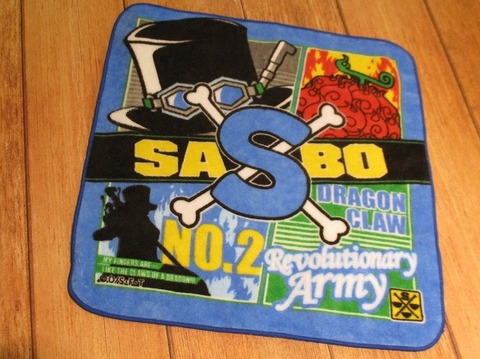 SABO
S
DRAGON
CLAW
NO.2
MY FINGERS ARE
LIKE THE CLAWS OF A DRAGON!!!
Revolutionary
Army
S